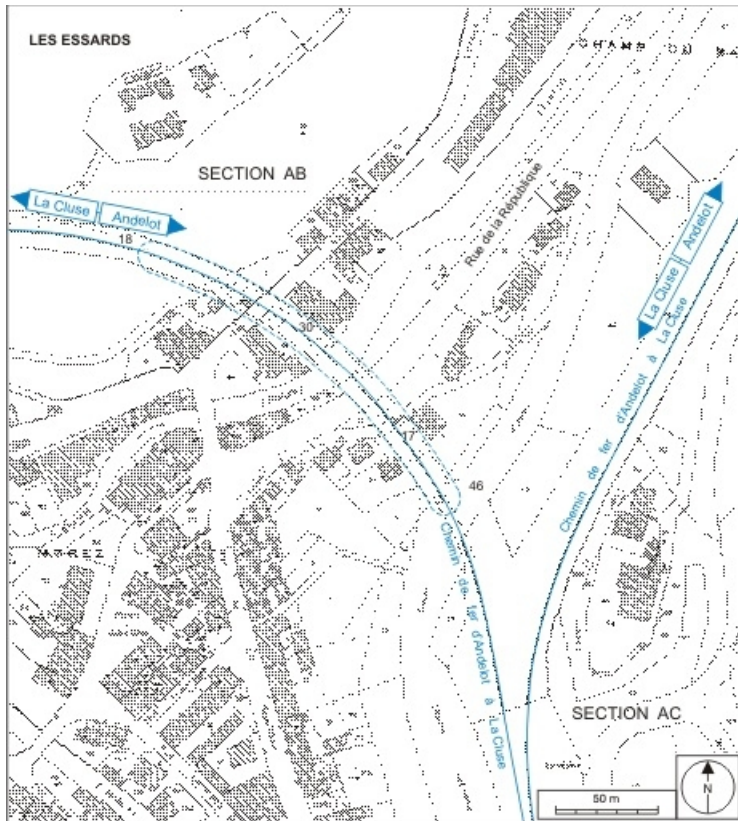 LES ESSARDS
SECTION AB
La Cluse
Andelot
18
Rue de la République
Andelot
La Cluse
30
Chemin de fer d'Andelot à La Cluse
17
46
MOREZ
Chemin de fer d'Andelot à La Cluse
SECTION AC
50 m
N